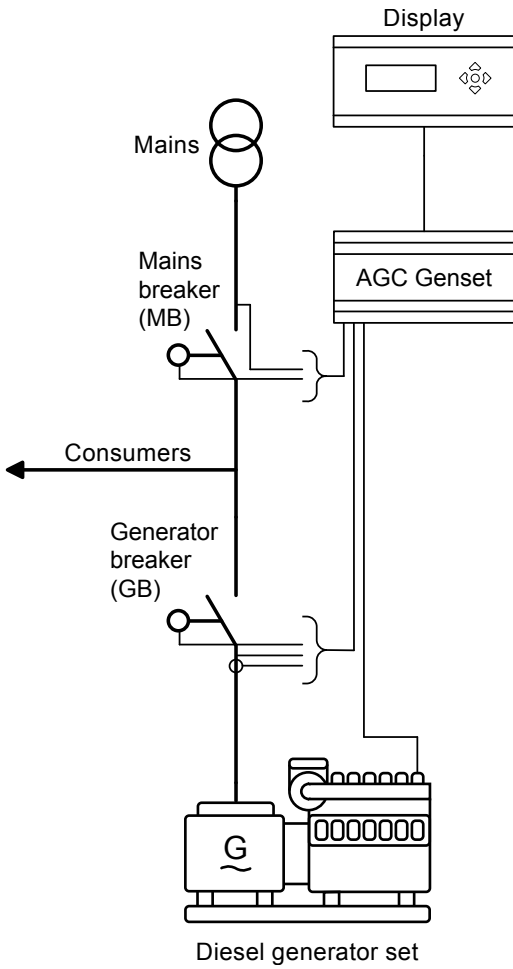 Display
Mains
AGC Genset
Mains
breaker
(MB)
Consumers
Generator
breaker
(GB)
G
Diesel generator set